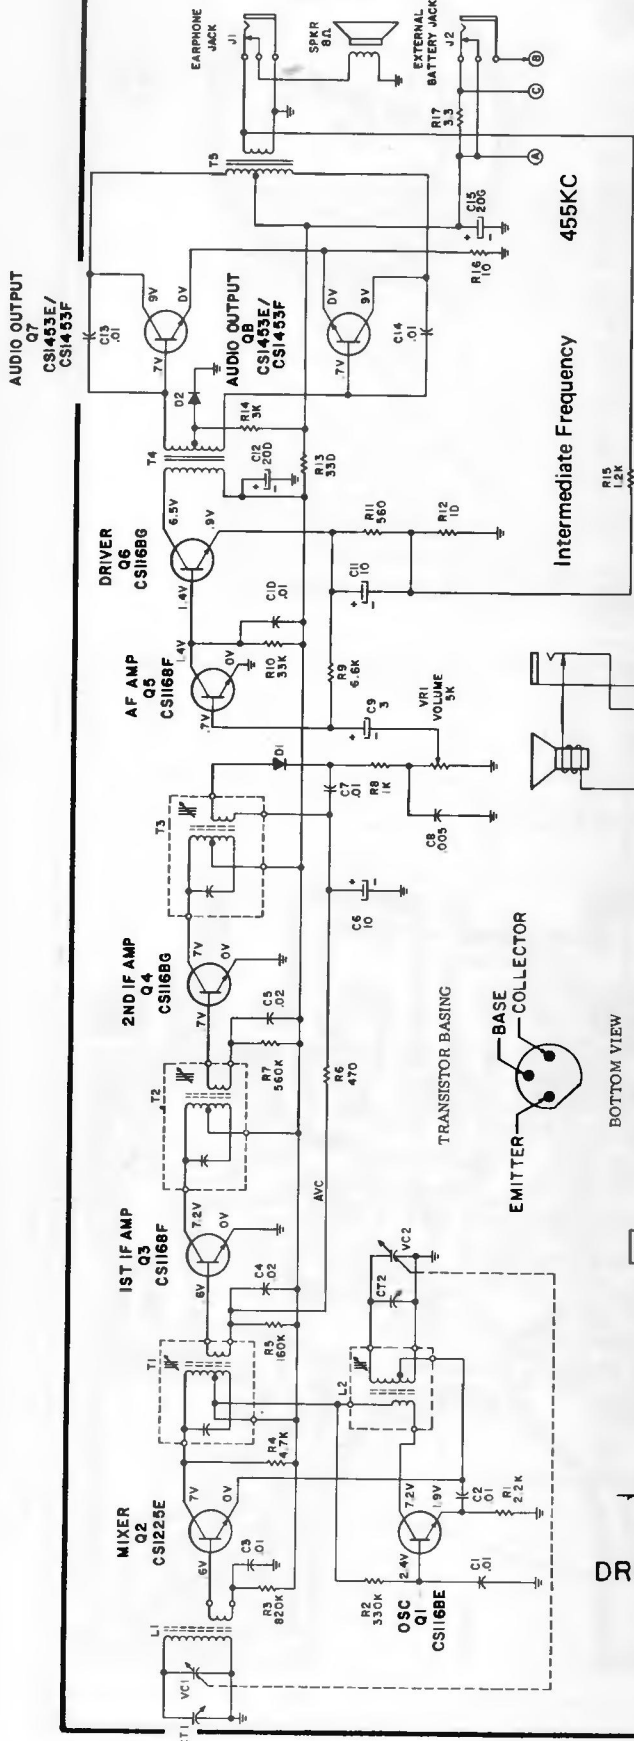 AUDIO OUTPUT
Q7
CS1453E/
CS1453F
C13
.01
9V
0V
.7V
AUDIO OUTPUT
Q8
CS1453E/
CS1453F
0V
9V
.7V
C14
.01
EARPHONE
JACK
J1
SPKR
8Ω
EXTERNAL
BATTERY JACK
J2
R17
3.3
A
C
B
T5
C15
200
R16
10
455KC
Intermediate Frequency
R15
1.2K
T4
D2
R14
3K
C12
200
R13
330
DRIVER
Q6
CS116BG
6.5V
.9V
1.4V
R11
560
R12
10
C11
10
AF AMP
Q5
CS1168F
1.4V
0V
.7V
C10
.01
R10
33K
R9
6.6K
C9
3
VR1
VOLUME
5K
D1
C7
.01
R8
1K
C8
.005
C6
10
T3
2ND IF AMP
Q4
CS116BG
7V
0V
.7V
C5
.02
R7
560K
R6
470
T2
1ST IF AMP
Q3
CS1168F
7.2V
0V
.6V
C4
.02
R5
160K
AVC
T1
R4
4.7K
MIXER
Q2
CS1225E
7V
0V
.6V
C3
.01
R3
820K
L1
VC1
CT1
L2
CT2
VC2
OSC
Q1
CS116BE
7.2V
1.9V
2.4V
R2
330K
C1
.01
C2
.01
R1
2.2K
TRANSISTOR BASING
EMITTER
BASE
COLLECTOR
BOTTOM VIEW
DR